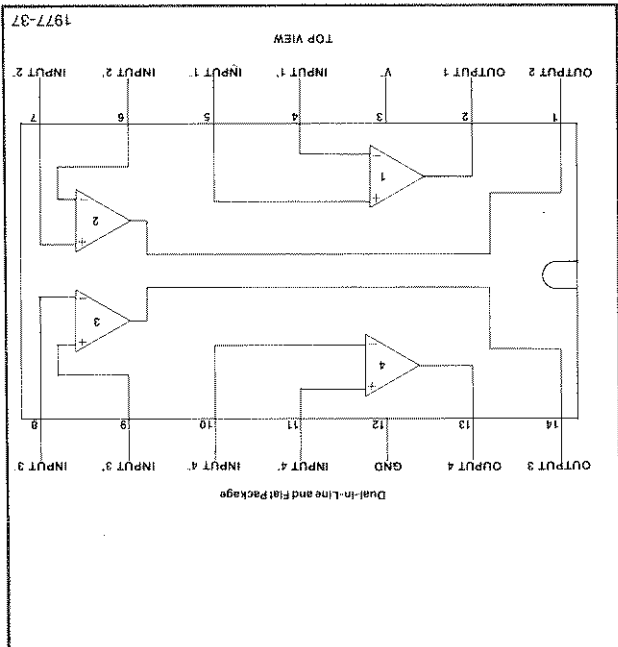 Dual-In-Line and Flat Package
OUTPUT 3 OUPUT 4 GND INPUT 4+ INPUT 4- INPUT 3+ INPUT 3-
14 13 12 11 10 9 8
+
4
-
+
3
-
+
2
-
+
1
-
1 2 3 4 5 6 7
OUTPUT 2 OUTPUT 1 V- INPUT 1+ INPUT 1- INPUT 2+ INPUT 2-
TOP VIEW
1977-37